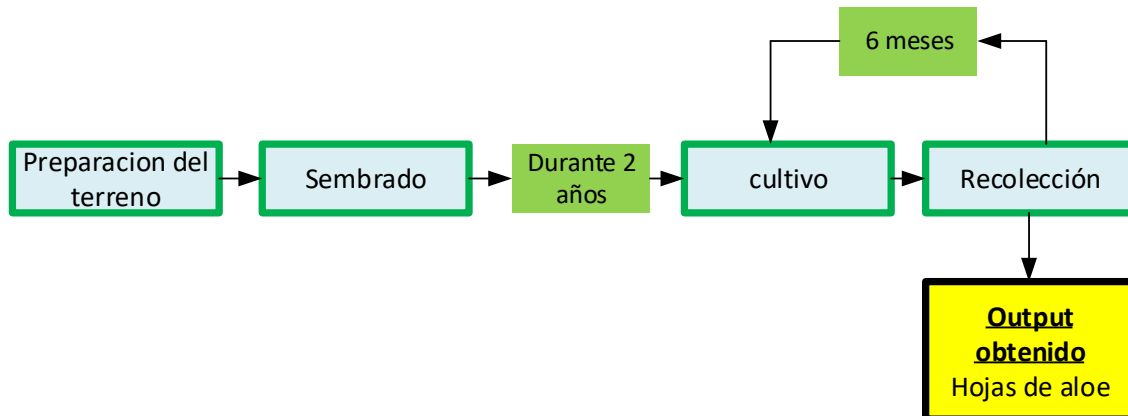 6 meses
Preparacion del
terreno
Sembrado
Durante 2
años
cultivo
Recolección
Output
obtenido
Hojas de aloe